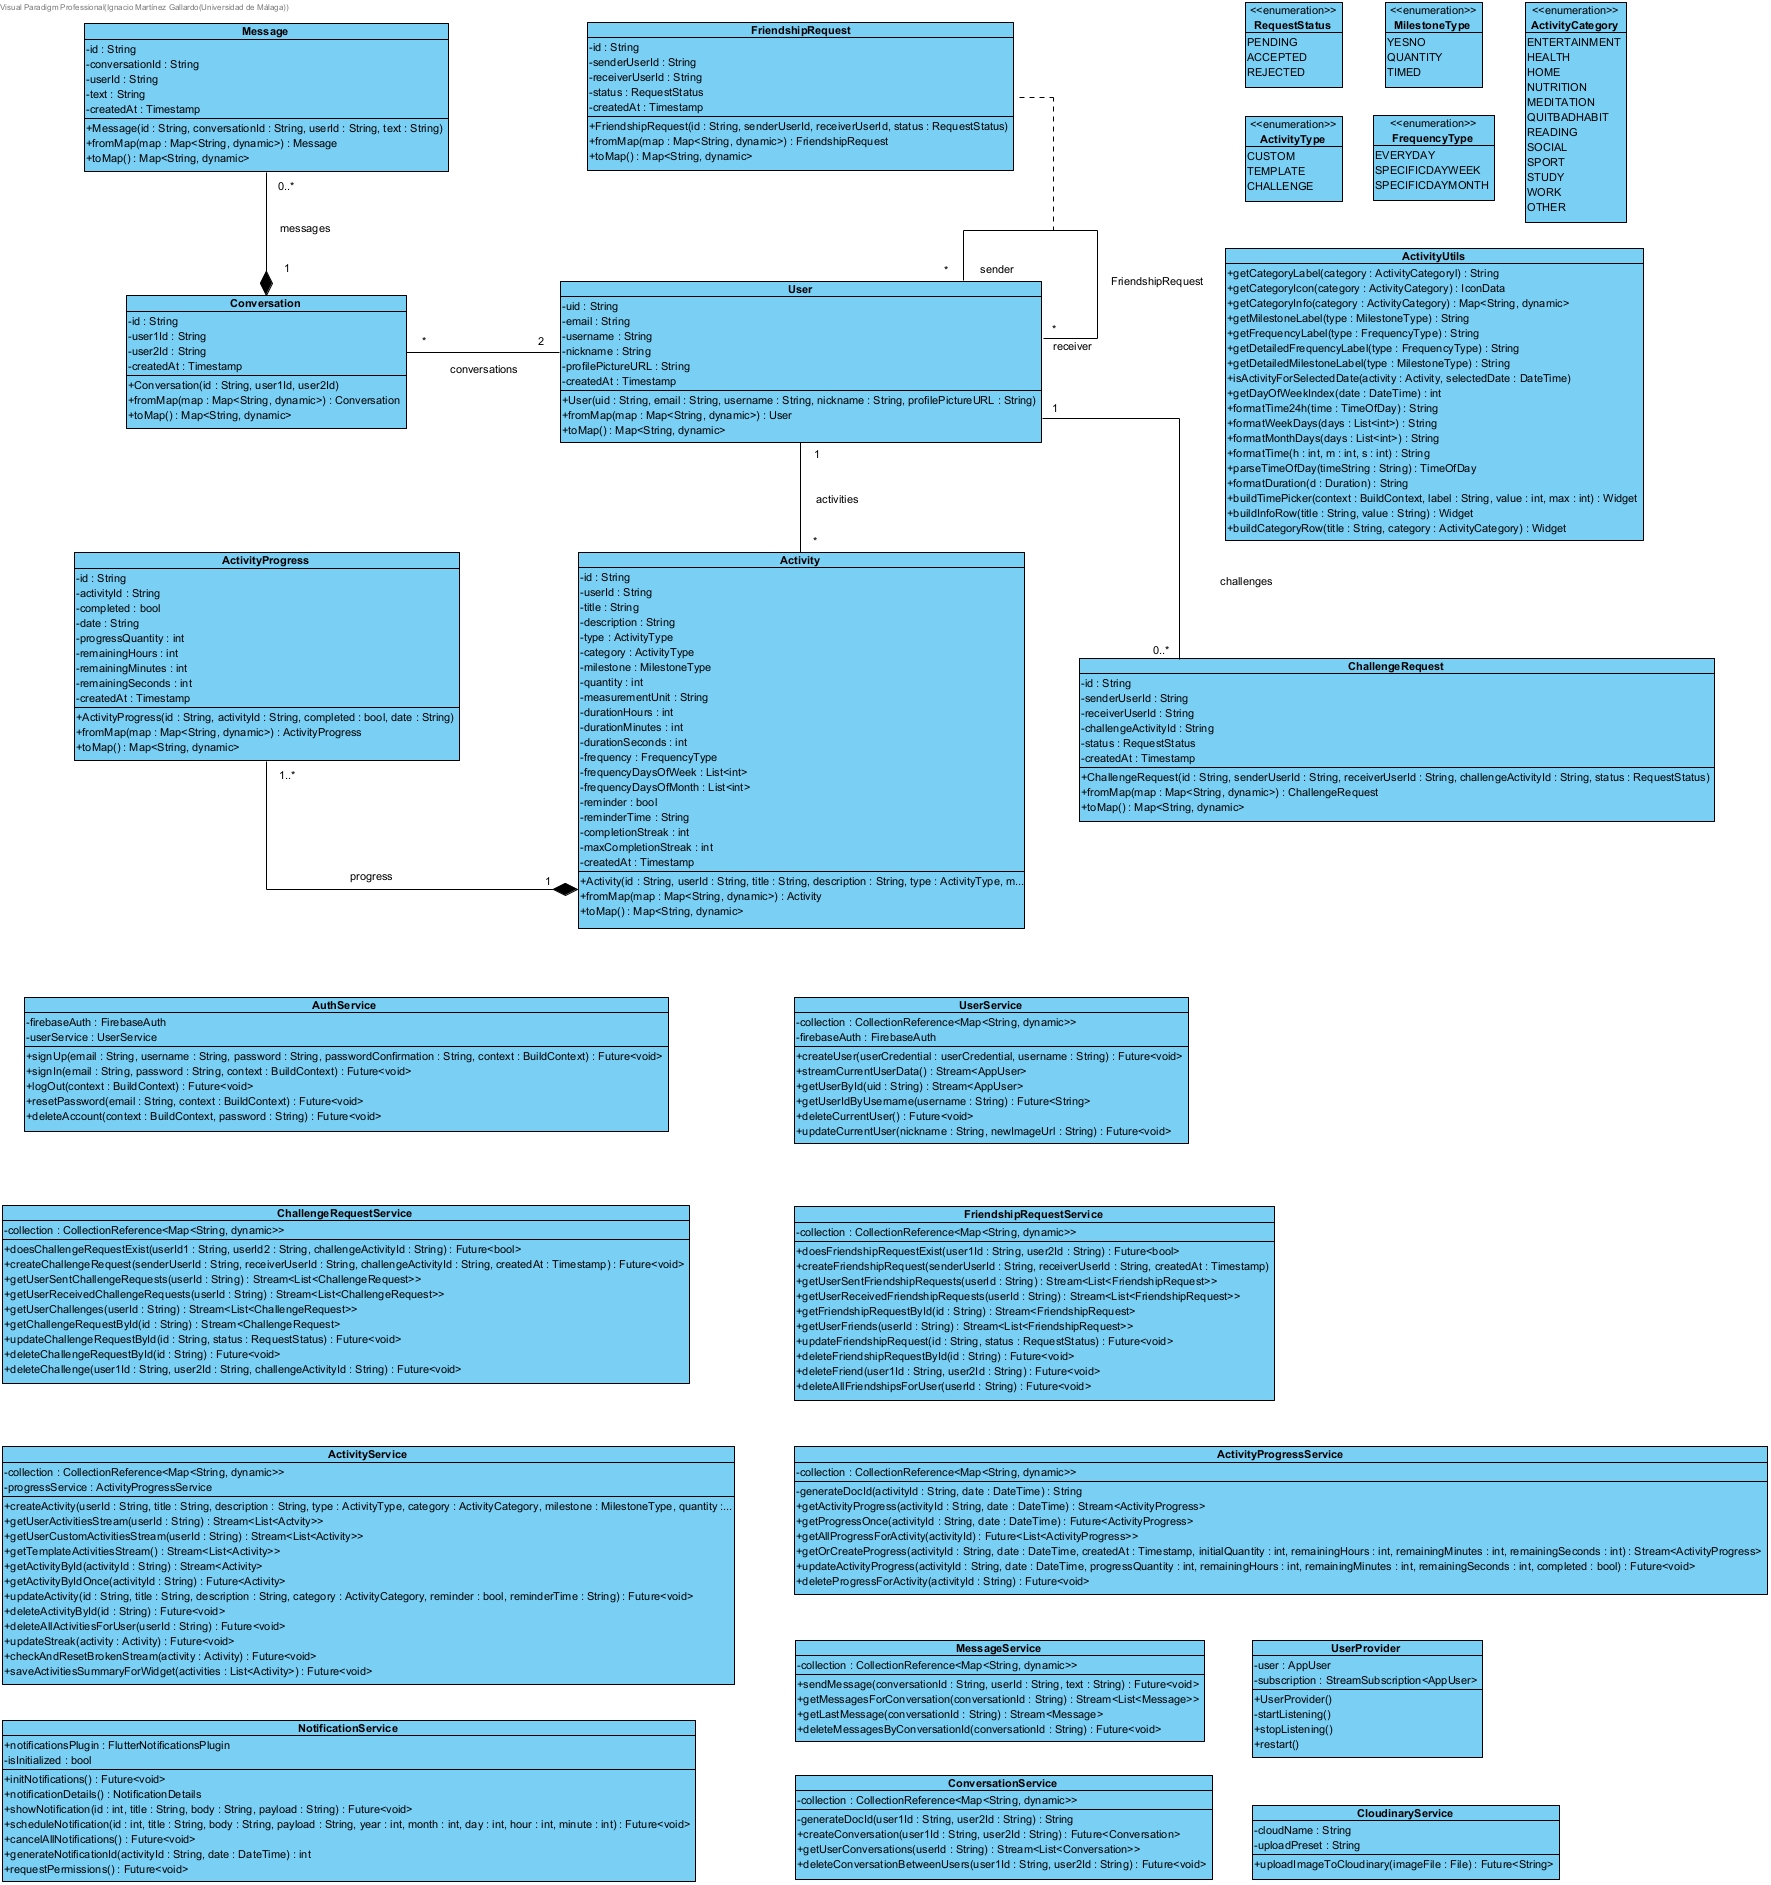 Visual Paradigm Professional(Ignacio Martínez Gallardo(Universidad de Málaga))
Message
-id : String
-conversationId : String
-userId : String
-text : String
-createdAt : Timestamp
+Message(id : String, conversationId : String, userId : String, text : String)
+fromMap(map : Map<String, dynamic>) : Message
+toMap() : Map<String, dynamic>
FriendshipRequest
-id : String
-senderUserId : String
-receiverUserId : String
-status : RequestStatus
-createdAt : Timestamp
+FriendshipRequest(id : String, senderUserId, receiverUserId, status : RequestStatus)
+fromMap(map : Map<String, dynamic>) : FriendshipRequest
+toMap() : Map<String, dynamic>
<<enumeration>>
RequestStatus
PENDING
ACCEPTED
REJECTED
<<enumeration>>
MilestoneType
YESNO
QUANTITY
TIMED
<<enumeration>>
ActivityCategory
ENTERTAINMENT
HEALTH
HOME
NUTRITION
MEDITATION
QUITBADHABIT
READING
SOCIAL
SPORT
STUDY
WORK
OTHER
<<enumeration>>
ActivityType
CUSTOM
TEMPLATE
CHALLENGE
<<enumeration>>
FrequencyType
EVERYDAY
SPECIFICDAYWEEK
SPECIFICDAYMONTH
0..*
messages
1
*
sender
FriendshipRequest
*
receiver
Conversation
-id : String
-user1Id : String
-user2Id : String
-createdAt : Timestamp
+Conversation(id : String, user1Id, user2Id)
+fromMap(map : Map<String, dynamic>) : Conversation
+toMap() : Map<String, dynamic>
*
2
conversations
User
-uid : String
-email : String
-username : String
-nickname : String
-profilePictureURL : String
-createdAt : Timestamp
+User(uid : String, email : String, username : String, nickname : String, profilePictureURL : String)
+fromMap(map : Map<String, dynamic>) : User
+toMap() : Map<String, dynamic>
ActivityUtils
+getCategoryLabel(category : ActivityCategoryl) : String
+getCategoryIcon(category : ActivityCategory) : IconData
+getCategoryInfo(category : ActivityCategory) : Map<String, dynamic>
+getMilestoneLabel(type : MilestoneType) : String
+getFrequencyLabel(type : FrequencyType) : String
+getDetailedFrequencyLabel(type : FrequencyType) : String
+getDetailedMilestoneLabel(type : MilestoneType) : String
+isActivityForSelectedDate(activity : Activity, selectedDate : DateTime)
+getDayOfWeekIndex(date : DateTime) : int
+formatTime24h(time : TimeOfDay) : String
+formatWeekDays(days : List<int>) : String
+formatMonthDays(days : List<int>) : String
+formatTime(h : int, m : int, s : int) : String
+parseTimeOfDay(timeString : String) : TimeOfDay
+formatDuration(d : Duration) : String
+buildTimePicker(context : BuildContext, label : String, value : int, max : int) : Widget
+buildInfoRow(title : String, value : String) : Widget
+buildCategoryRow(title : String, category : ActivityCategory) : Widget
1
1
activities
*
challenges
0..*
ActivityProgress
-id : String
-activityId : String
-completed : bool
-date : String
-progressQuantity : int
-remainingHours : int
-remainingMinutes : int
-remainingSeconds : int
-createdAt : Timestamp
+ActivityProgress(id : String, activityId : String, completed : bool, date : String)
+fromMap(map : Map<String, dynamic>) : ActivityProgress
+toMap() : Map<String, dynamic>
1..*
progress
1
Activity
-id : String
-userId : String
-title : String
-description : String
-type : ActivityType
-category : ActivityType
-milestone : MilestoneType
-quantity : int
-measurementUnit : String
-durationHours : int
-durationMinutes : int
-durationSeconds : int
-frequency : FrequencyType
-frequencyDaysOfWeek : List<int>
-frequencyDaysOfMonth : List<int>
-reminder : bool
-reminderTime : String
-completionStreak : int
-maxCompletionStreak : int
-createdAt : Timestamp
+Activity(id : String, userId : String, title : String, description : String, type : ActivityType, m...
+fromMap(map : Map<String, dynamic>) : Activity
+toMap() : Map<String, dynamic>
ChallengeRequest
-id : String
-senderUserId : String
-receiverUserId : String
-challengeActivityId : String
-status : RequestStatus
-createdAt : Timestamp
+ChallengeRequest(id : String, senderUserId : String, receiverUserId : String, challengeActivityId : String, status : RequestStatus)
+fromMap(map : Map<String, dynamic>) : ChallengeRequest
+toMap() : Map<String, dynamic>
AuthService
-firebaseAuth : FirebaseAuth
-userService : UserService
+signUp(email : String, username : String, password : String, passwordConfirmation : String, context : BuildContext) : Future<void>
+signIn(email : String, password : String, context : BuildContext) : Future<void>
+logOut(context : BuildContext) : Future<void>
+resetPassword(email : String, context : BuildContext) : Future<void>
+deleteAccount(context : BuildContext, password : String) : Future<void>
UserService
-collection : CollectionReference<Map<String, dynamic>>
-firebaseAuth : FirebaseAuth
+createUser(userCredential : userCredential, username : String) : Future<void>
+streamCurrentUserData() : Stream<AppUser>
+getUserById(uid : String) : Stream<AppUser>
+getUserIdByUsername(username : String) : Future<String>
+deleteCurrentUser() : Future<void>
+updateCurrentUser(nickname : String, newImageUrl : String) : Future<void>
ChallengeRequestService
-collection : CollectionReference<Map<String, dynamic>>
+doesChallengeRequestExist(userId1 : String, userId2 : String, challengeActivityId : String) : Future<bool>
+createChallengeRequest(senderUserId : String, receiverUserId : String, challengeActivityId : String, createdAt : Timestamp) : Future<void>
+getUserSentChallengeRequests(userId : String) : Stream<List<ChallengeRequest>>
+getUserReceivedChallengeRequests(userId : String) : Stream<List<ChallengeRequest>>
+getUserChallenges(userId : String) : Stream<List<ChallengeRequest>>
+getChallengeRequestById(id : String) : Stream<ChallengeRequest>
+updateChallengeRequestById(id : String, status : RequestStatus) : Future<void>
+deleteChallengeRequestById(id : String) : Future<void>
+deleteChallenge(user1Id : String, user2Id : String, challengeActivityId : String) : Future<void>
FriendshipRequestService
-collection : CollectionReference<Map<String, dynamic>>
+doesFriendshipRequestExist(user1Id : String, user2Id : String) : Future<bool>
+createFriendshipRequest(senderUserId : String, receiverUserId : String, createdAt : Timestamp)
+getUserSentFriendshipRequests(userId : String) : Stream<List<FriendshipRequest>>
+getUserReceivedFriendshipRequests(userId : String) : Stream<List<FriendshipRequest>>
+getFriendshipRequestById(id : String) : Stream<FriendshipRequest>
+getUserFriends(userId : String) : Stream<List<FriendshipRequest>>
+updateFriendshipRequest(id : String, status : RequestStatus) : Future<void>
+deleteFriendshipRequestById(id : String) : Future<void>
+deleteFriend(user1Id : String, user2Id : String) : Future<void>
+deleteAllFriendshipsForUser(userId : String) : Future<void>
ActivityService
-collection : CollectionReference<Map<String, dynamic>>
-progressService : ActivityProgressService
+createActivity(userId : String, title : String, description : String, type : ActivityType, category : ActivityCategory, milestone : MilestoneType, quantity :...
+getUserActivitiesStream(userId : String) : Stream<List<Actvity>>
+getUserCustomActivitiesStream(userId : String) : Stream<List<Activity>>
+getTemplateActivitiesStream() : Stream<List<Activity>>
+getActivityById(activityId : String) : Stream<Activity>
+getActivityByIdOnce(activityId : String) : Future<Activity>
+updateActivity(id : String, title : String, description : String, category : ActivityCategory, reminder : bool, reminderTime : String) : Future<void>
+deleteActivityById(id : String) : Future<void>
+deleteAllActivitiesForUser(userId : String) : Future<void>
+updateStreak(activity : Activity) : Future<void>
+checkAndResetBrokenStream(activity : Activity) : Future<void>
+saveActivitiesSummaryForWidget(activities : List<Activity>) : Future<void>
ActivityProgressService
-collection : CollectionReference<Map<String, dynamic>>
-generateDocId(activityId : String, date : DateTime) : String
+getActivityProgress(activityId : String, date : DateTime) : Stream<ActivityProgress>
+getProgressOnce(activityId : String, date : DateTime) : Future<ActivityProgress>
+getAllProgressForActivity(activityId) : Future<List<ActivityProgress>>
+getOrCreateProgress(activityId : String, date : DateTime, createdAt : Timestamp, initialQuantity : int, remainingHours : int, remainingMinutes : int, remainingSeconds : int) : Stream<ActivityProgress>
+updateActivityProgress(activityId : String, date : DateTime, progressQuantity : int, remainingHours : int, remainingMinutes : int, remainingSeconds : int, completed : bool) : Future<void>
+deleteProgressForActivity(activityId : String) : Future<void>
MessageService
-collection : CollectionReference<Map<String, dynamic>>
+sendMessage(conversationId : String, userId : String, text : String) : Future<void>
+getMessagesForConversation(conversationId : String) : Stream<List<Message>>
+getLastMessage(conversationId : String) : Stream<Message>
+deleteMessagesByConversationId(conversationId : String) : Future<void>
UserProvider
-user : AppUser
-subscription : StreamSubscription<AppUser>
+UserProvider()
-startListening()
+stopListening()
+restart()
NotificationService
+notificationsPlugin : FlutterNotificationsPlugin
-isInitialized : bool
+initNotifications() : Future<void>
+notificationDetails() : NotificationDetails
+showNotification(id : int, title : String, body : String, payload : String) : Future<void>
+scheduleNotification(id : int, title : String, body : String, payload : String, year : int, month : int, day : int, hour : int, minute : int) : Future<void>
+cancelAllNotifications() : Future<void>
+generateNotificationId(activityId : String, date : DateTime) : int
+requestPermissions() : Future<void>
ConversationService
-collection : CollectionReference<Map<String, dynamic>>
-generateDocId(user1Id : String, user2Id : String) : String
+createConversation(user1Id : String, user2Id : String) : Future<Conversation>
+getUserConversations(userId : String) : Stream<List<Conversation>>
+deleteConversationBetweenUsers(user1Id : String, user2Id : String) : Future<void>
CloudinaryService
-cloudName : String
-uploadPreset : String
+uploadImageToCloudinary(imageFile : File) : Future<String>